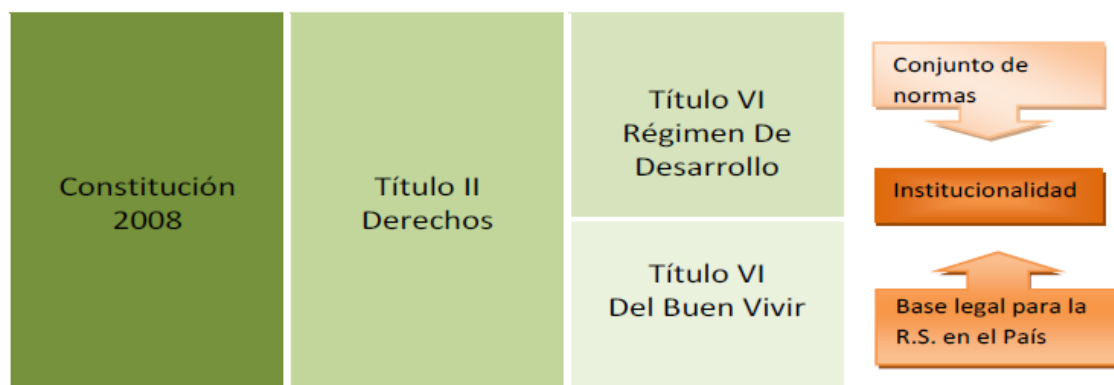 Constitución
2008
Título II
Derechos
Título VI
Régimen De
Desarrollo
Título VI
Del Buen Vivir
Conjunto de
normas
Institucionalidad
Base legal para la
R.S. en el País